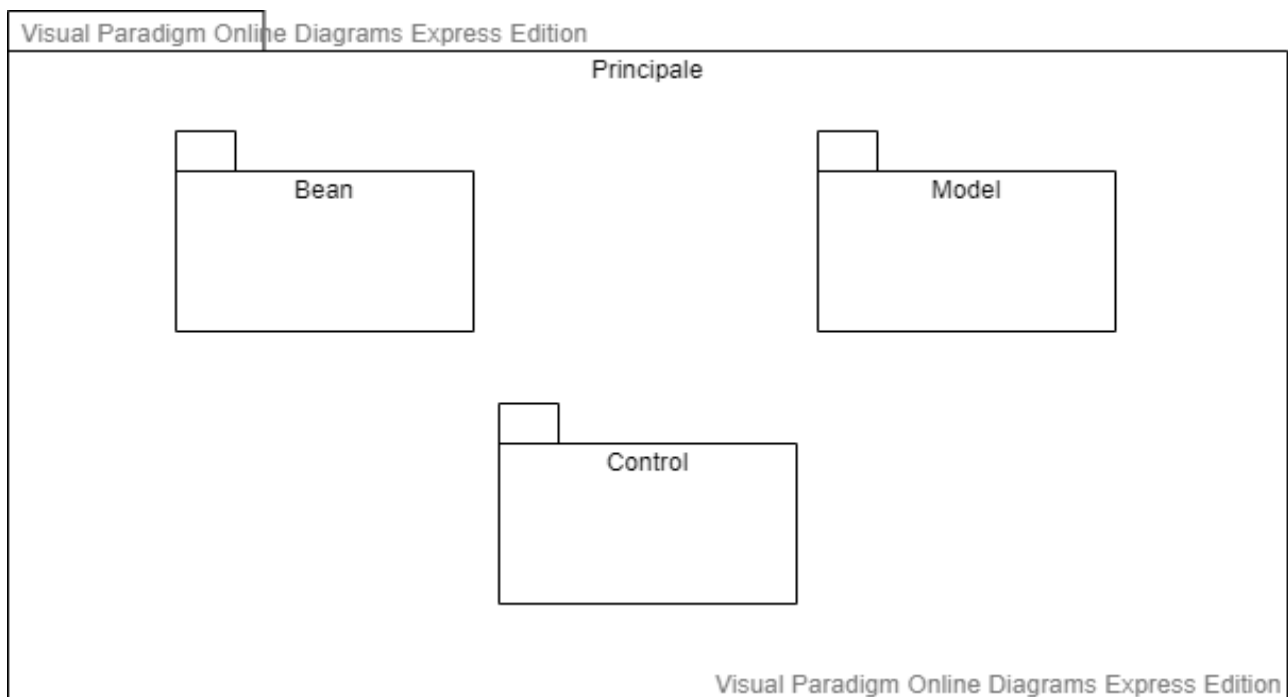 Visual Paradigm Online Diagrams Express Edition
Principale
Bean
Model
Control
Visual Paradigm Online Diagrams Express Edition